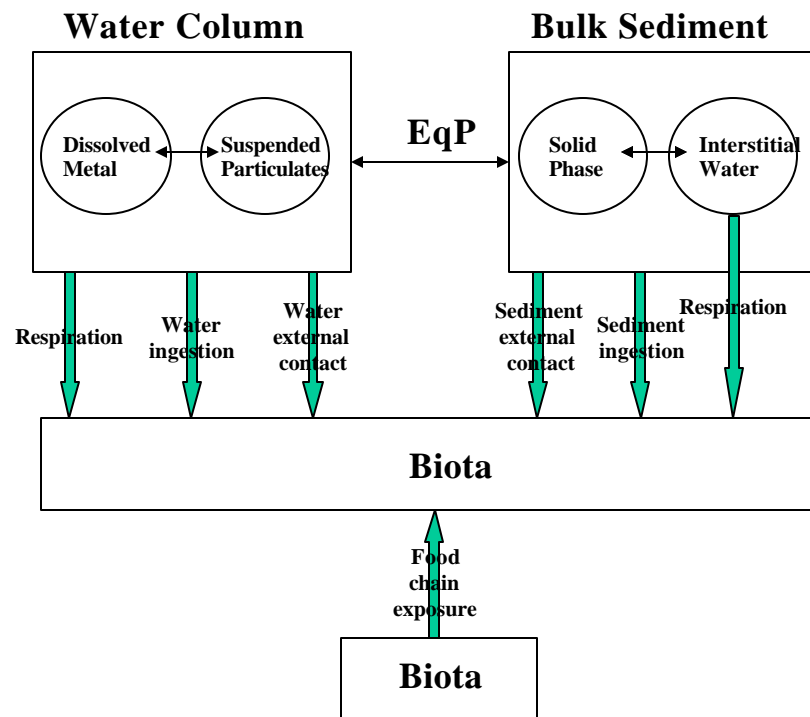 Water Column
Bulk Sediment
Dissolved
Metal
Suspended
Particulates
EqP
Solid
Phase
Interstitial
Water
Respiration
Water
ingestion
Water
external
contact
Sediment
external
contact
Sediment
ingestion
Respiration
Biota
Food
chain
exposure
Biota